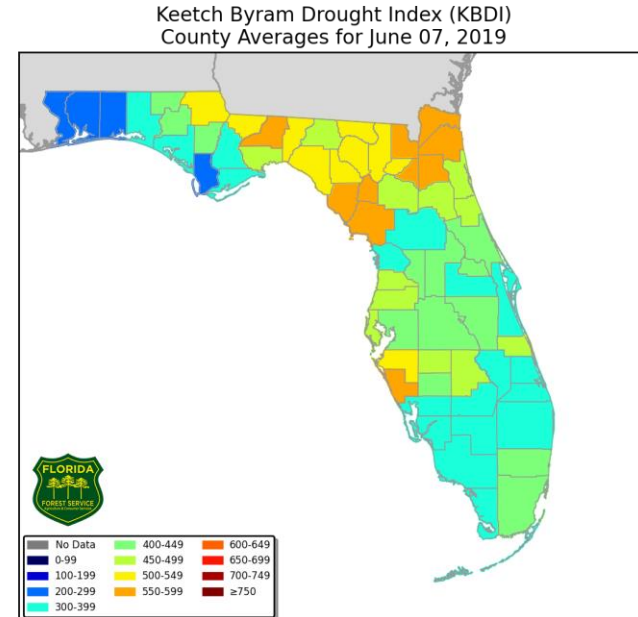 Keetch Byram Drought Index (KBDI)
County Averages for June 07, 2019
FLORIDA
FOREST SERVICE
No Data
0-99
100-199
200-299
300-399
400-449
450-499
500-549
550-599
600-649
650-699
700-749
≥750